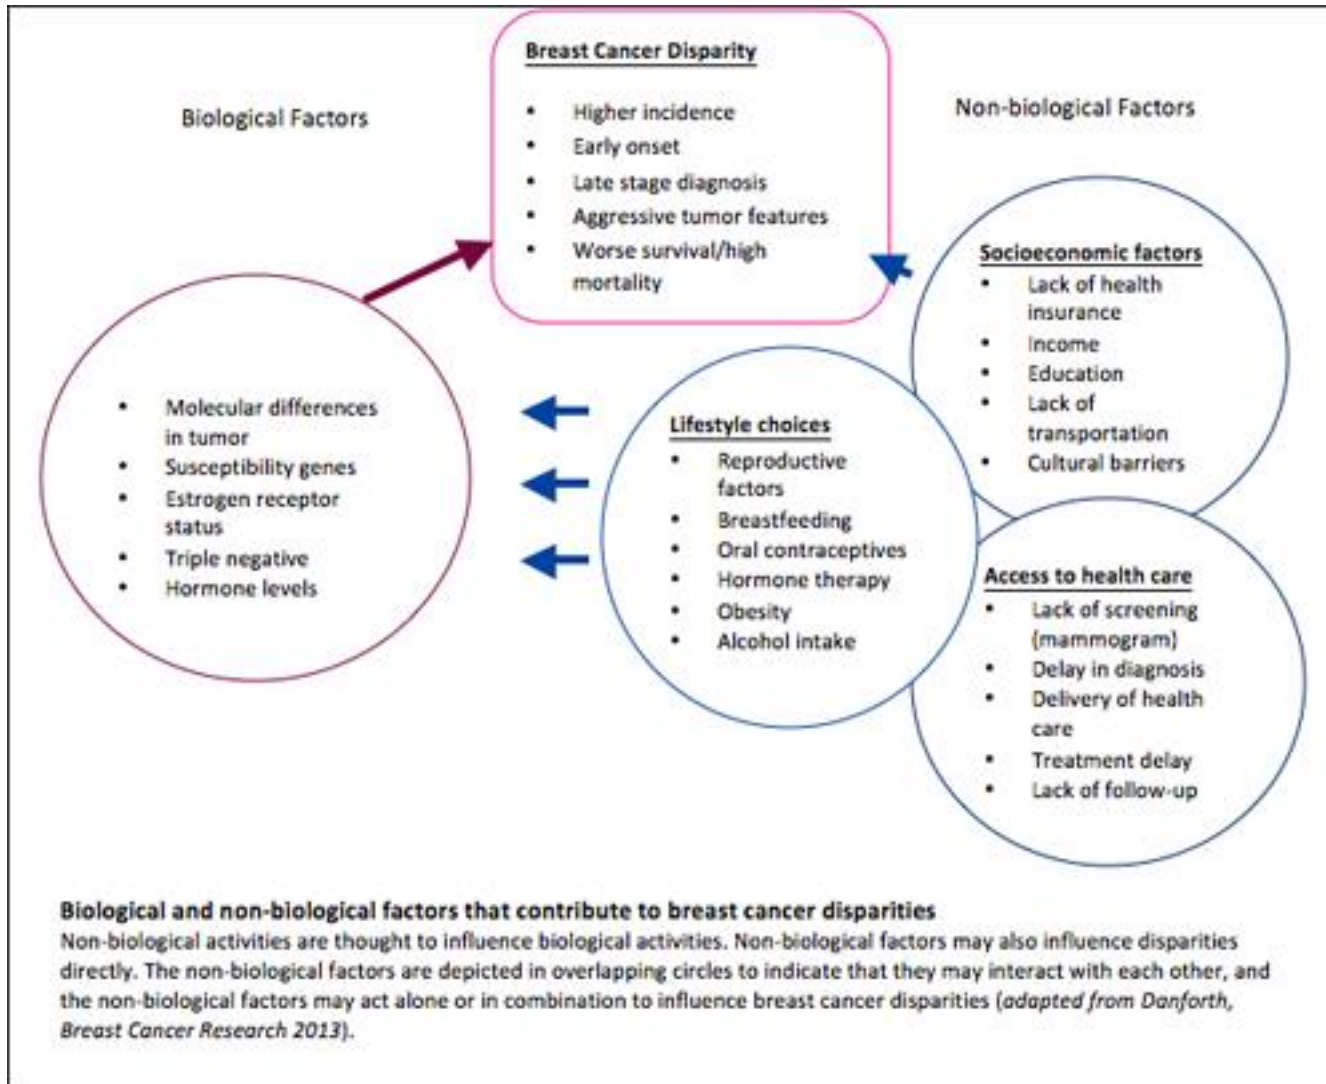 Breast Cancer Disparity
• Higher incidence
• Early onset
• Late stage diagnosis
• Aggressive tumor features
• Worse survival/high
mortality
Biological Factors
Non-biological Factors
• Molecular differences
in tumor
• Susceptibility genes
• Estrogen receptor
status
• Triple negative
• Hormone levels
Lifestyle choices
• Reproductive
factors
• Breastfeeding
• Oral contraceptives
• Hormone therapy
• Obesity
• Alcohol intake
Socioeconomic factors
• Lack of health
insurance
• Income
• Education
• Lack of
transportation
• Cultural barriers
Access to health care
• Lack of screening
(mammogram)
• Delay in diagnosis
• Delivery of health
care
• Treatment delay
• Lack of follow-up
Biological and non-biological factors that contribute to breast cancer disparities
Non-biological activities are thought to influence biological activities. Non-biological factors may also influence disparities
directly. The non-biological factors are depicted in overlapping circles to indicate that they may interact with each other, and
the non-biological factors may act alone or in combination to influence breast cancer disparities (adapted from Danforth,
Breast Cancer Research 2013).